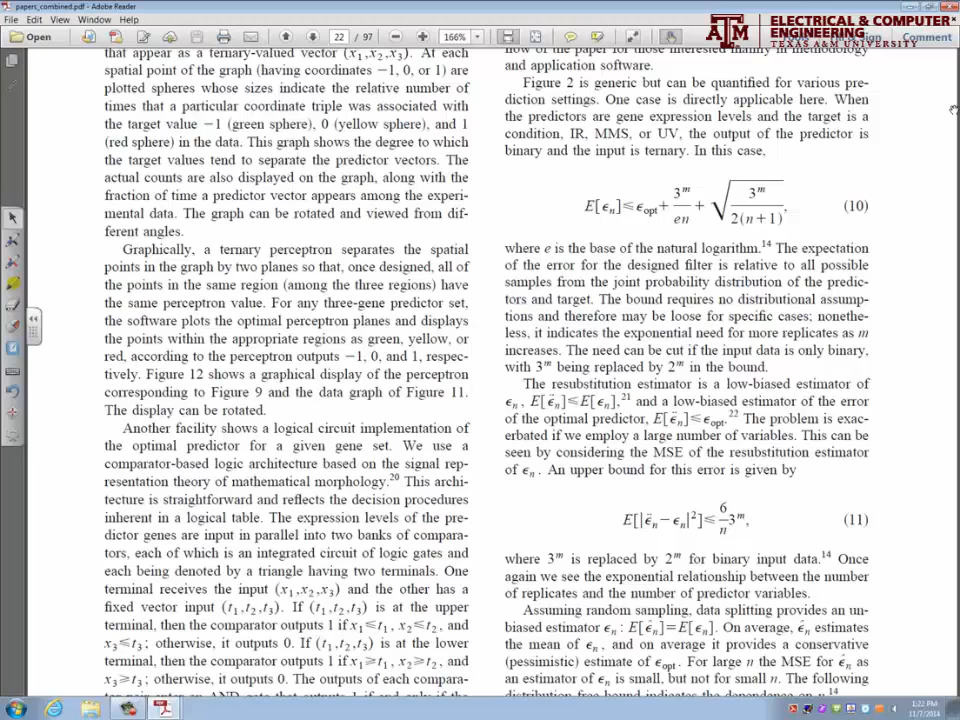 papers_combined.pdf - Adobe Reader
File Edit View Window Help
Open
22 / 97
166%
Comment
ELECTRICAL & COMPUTER
ENGINEERING
TEXAS A&M UNIVERSITY
that appear as a ternary-valued vector (x1,x2,x3). At each
spatial point of the graph (having coordinates −1, 0, or 1) are
plotted spheres whose sizes indicate the relative number of
times that a particular coordinate triple was associated with
the target value −1 (green sphere), 0 (yellow sphere), and 1
(red sphere) in the data. This graph shows the degree to which
the target values tend to separate the predictor vectors. The
actual counts are also displayed on the graph, along with the
fraction of time a predictor vector appears among the experi-
mental data. The graph can be rotated and viewed from dif-
ferent angles.
Graphically, a ternary perceptron separates the spatial
points in the graph by two planes so that, once designed, all of
the points in the same region (among the three regions) have
the same perceptron value. For any three-gene predictor set,
the software plots the optimal perceptron planes and displays
the points within the appropriate regions as green, yellow, or
red, according to the perceptron outputs −1, 0, and 1, respec-
tively. Figure 12 shows a graphical display of the perceptron
corresponding to Figure 9 and the data graph of Figure 11.
The display can be rotated.
Another facility shows a logical circuit implementation of
the optimal predictor for a given gene set. We use a
comparator-based logic architecture based on the signal rep-
resentation theory of mathematical morphology.20 This archi-
tecture is straightforward and reflects the decision procedures
inherent in a logical table. The expression levels of the pre-
dictor genes are input in parallel into two banks of compara-
tors, each of which is an integrated circuit of logic gates and
each being denoted by a triangle having two terminals. One
terminal receives the input (x1,x2,x3) and the other has a
fixed vector input (t1,t2,t3). If (t1,t2,t3) is at the upper
terminal, then the comparator outputs 1 if x1≤t1, x2≤t2, and
x3≤t3; otherwise, it outputs 0. If (t1,t2,t3) is at the lower
terminal, then the comparator outputs 1 if x1≥t1, x2≥t2, and
x3≥t3; otherwise, it outputs 0. The outputs of each compara-
flow of the paper for those interested mainly in methodology
and application software.
Figure 2 is generic but can be quantified for various pre-
diction settings. One case is directly applicable here. When
the predictors are gene expression levels and the target is a
condition, IR, MMS, or UV, the output of the predictor is
binary and the input is ternary. In this case,
E[ϵn]≤ϵopt+ 3^m/en + √(3^m/2(n+1)), (10)
where e is the base of the natural logarithm.14 The expectation
of the error for the designed filter is relative to all possible
samples from the joint probability distribution of the predic-
tors and target. The bound requires no distributional assump-
tions and therefore may be loose for specific cases; nonethe-
less, it indicates the exponential need for more replicates as m
increases. The need can be cut if the input data is only binary,
with 3^m being replaced by 2^m in the bound.
The resubstitution estimator is a low-biased estimator of
ϵn, E[ϵ̈n]≤E[ϵn],21 and a low-biased estimator of the error
of the optimal predictor, E[ϵ̈n]≤ϵopt.22 The problem is exac-
erbated if we employ a large number of variables. This can be
seen by considering the MSE of the resubstitution estimator
of ϵn. An upper bound for this error is given by
E[|ϵ̈n−ϵn|^2]≤ 6/n 3^m, (11)
where 3^m is replaced by 2^m for binary input data.14 Once
again we see the exponential relationship between the number
of replicates and the number of predictor variables.
Assuming random sampling, data splitting provides an un-
biased estimator ϵn: E[ϵ̂n]=E[ϵn]. On average, ϵ̂n estimates
the mean of ϵn, and on average it provides a conservative
(pessimistic) estimate of ϵopt. For large n the MSE for ϵ̂n as
an estimator of ϵn is small, but not for small n. The following
distribution-free bound indicates the dependence on n.14
1:22 PM
11/7/2014